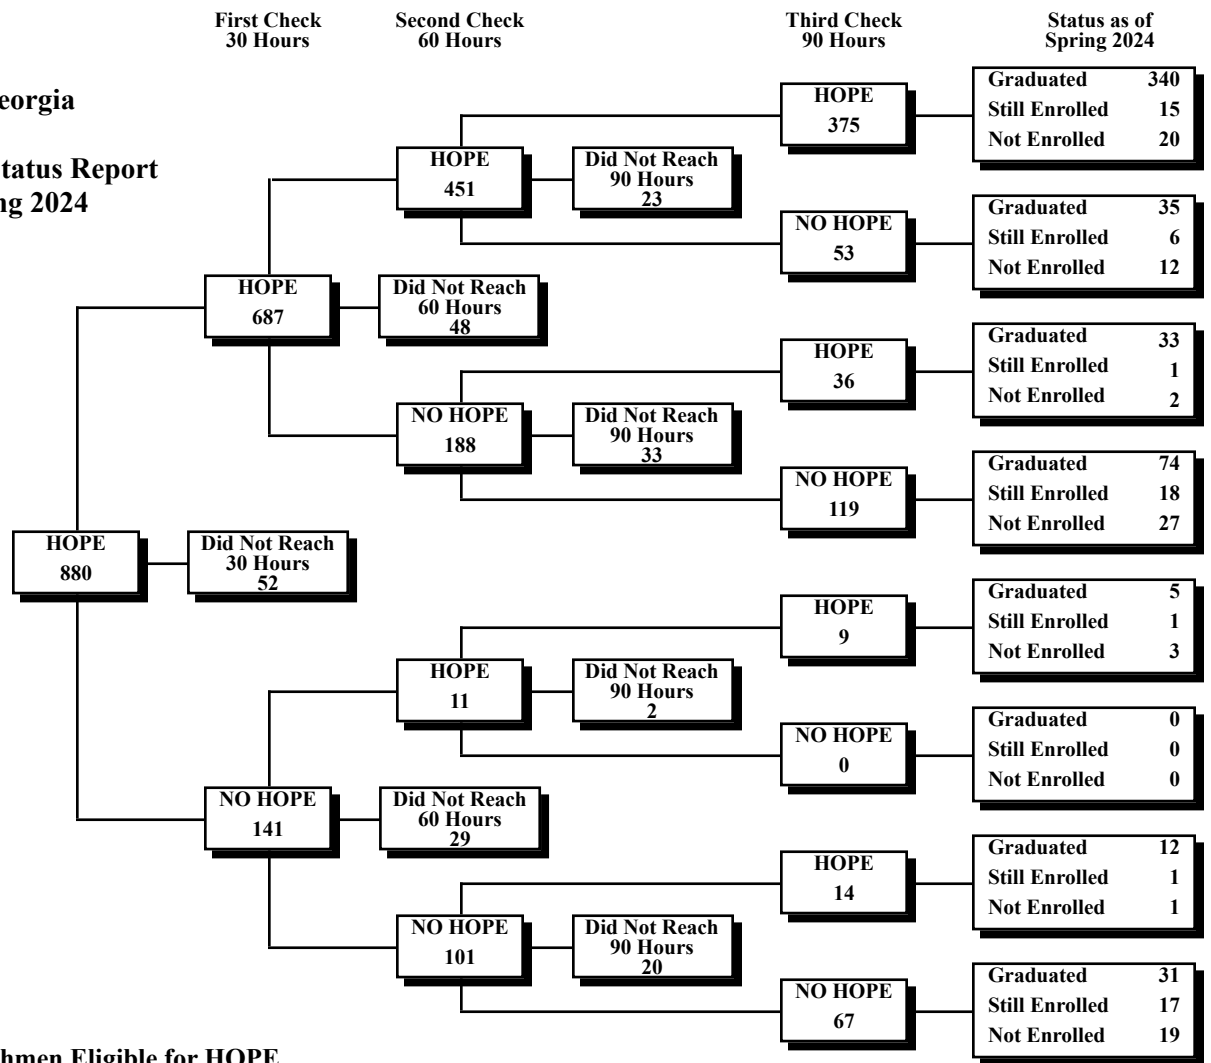 First Check
30 Hours
Second Check
60 Hours
Third Check
90 Hours
Status as of
Spring 2024
Status Report
2024
HOPE
880
Did Not Reach
30 Hours
52
HOPE
687
Did Not Reach
60 Hours
48
HOPE
451
Did Not Reach
90 Hours
23
HOPE
375
Graduated 340
Still Enrolled 15
Not Enrolled 20
NO HOPE
53
Graduated 35
Still Enrolled 6
Not Enrolled 12
NO HOPE
188
Did Not Reach
90 Hours
33
HOPE
36
Graduated 33
Still Enrolled 1
Not Enrolled 2
NO HOPE
119
Graduated 74
Still Enrolled 18
Not Enrolled 27
NO HOPE
141
Did Not Reach
60 Hours
29
HOPE
11
Did Not Reach
90 Hours
2
HOPE
9
Graduated 5
Still Enrolled 1
Not Enrolled 3
NO HOPE
0
Graduated 0
Still Enrolled 0
Not Enrolled 0
NO HOPE
101
Did Not Reach
90 Hours
20
HOPE
14
Graduated 12
Still Enrolled 1
Not Enrolled 1
NO HOPE
67
Graduated 31
Still Enrolled 17
Not Enrolled 19
Eligible for HOPE